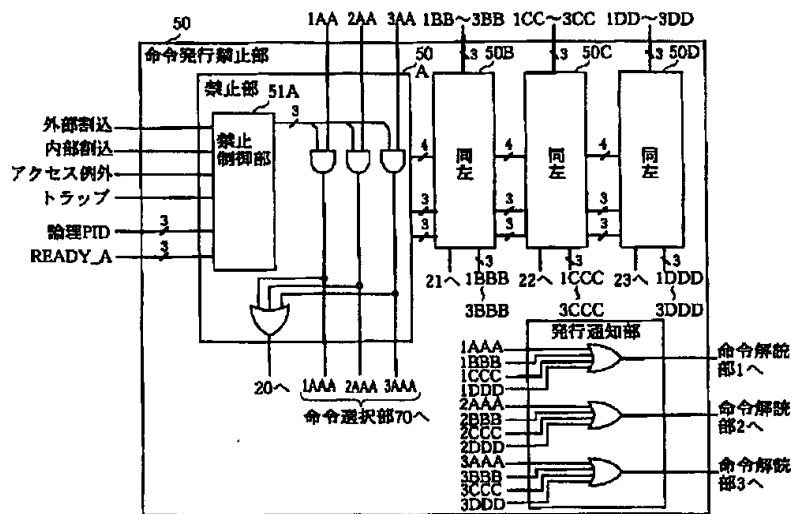 50
命令発行禁止部
1AA 2AA 3AA
1BB〜3BB
1CC〜3CC
1DD〜3DD
禁止部
50
A
51A
禁止
制御部
3
3
50B
3
50C
3
50D
外部割込
内部割込
アクセス例外
トラップ
論理PID
3
READY_A
3
4
3
3
同左
4
3
3
同左
4
3
3
同左
21へ
3
1BBB
〜
3BBB
22へ
3
1CCC
〜
3CCC
23へ
3
1DDD
〜
3DDD
20へ
1AAA 2AAA 3AAA
命令選択部70へ
発行通知部
1AAA
1BBB
1CCC
1DDD
命令解読
部1へ
2AAA
2BBB
2CCC
2DDD
命令解読
部2へ
3AAA
3BBB
3CCC
3DDD
命令解読
部3へ